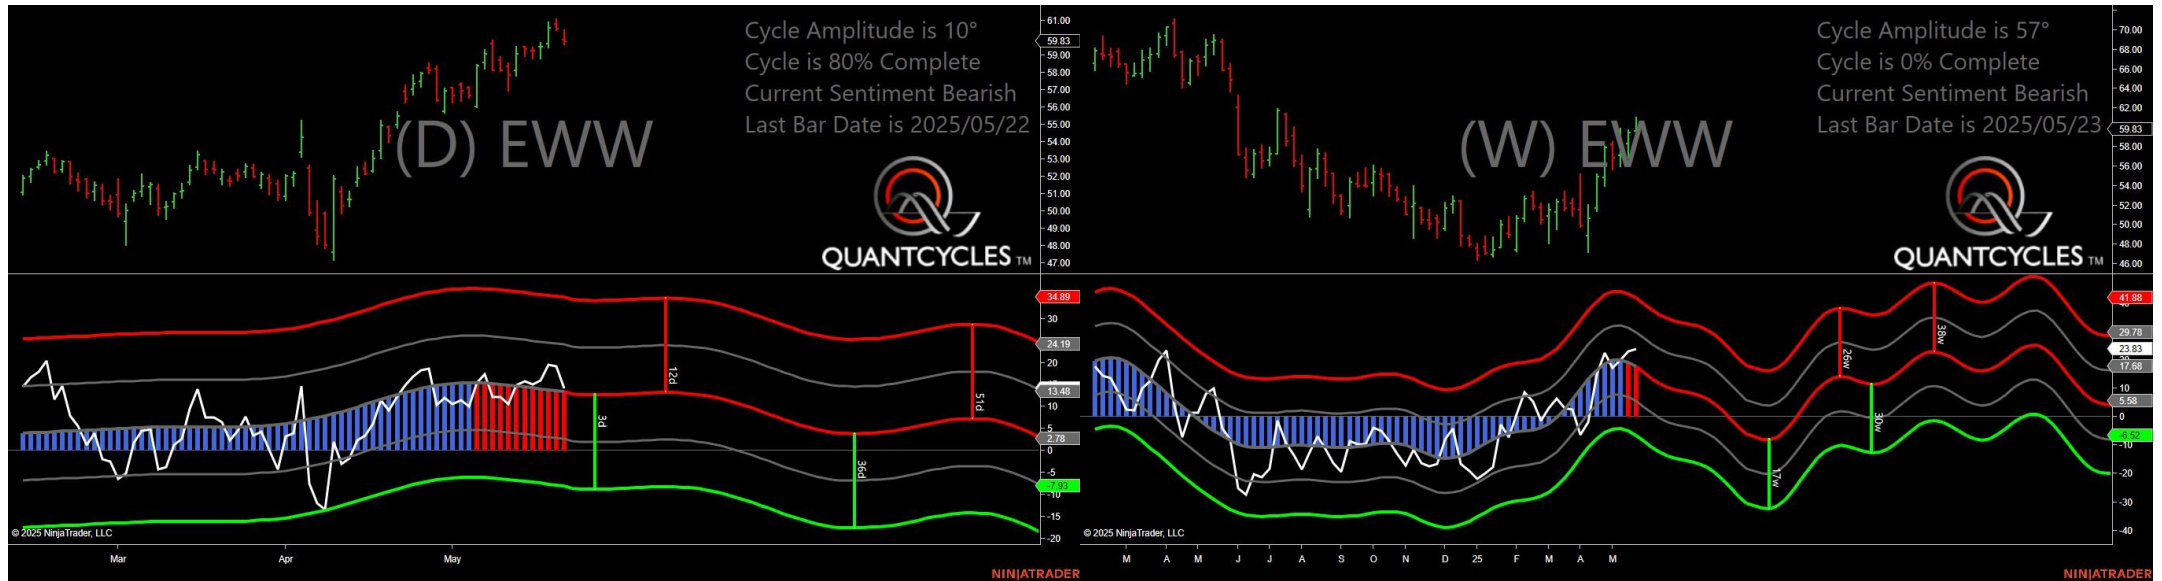 Cycle Amplitude is 10°
Cycle is 80% Complete
Current Sentiment Bearish
Last Bar Date is 2025/05/22
(D) EWW
QUANTCYCLES TM
61.00
59.83
59.00
58.00
57.00
56.00
55.00
54.00
53.00
52.00
51.00
50.00
49.00
48.00
47.00
34.89
30
24.19
20
13.48
10
5
2.78
0
-5
-7.93
-10
-15
-20
12d
51d
3d
36d
© 2025 NinjaTrader, LLC
Mar
Apr
May
NINJATRADER
Cycle Amplitude is 57°
Cycle is 0% Complete
Current Sentiment Bearish
Last Bar Date is 2025/05/23
(W) EWW
QUANTCYCLES TM
70.00
68.00
66.00
64.00
62.00
59.83
58.00
56.00
54.00
52.00
50.00
48.00
46.00
41.88
29.78
23.83
17.68
10
5.58
0
-6.52
-10
-20
-30
-40
26w
38w
30w
17w
© 2025 NinjaTrader, LLC
M A M J J A S O N D 25 F M A M
NINJATRADER